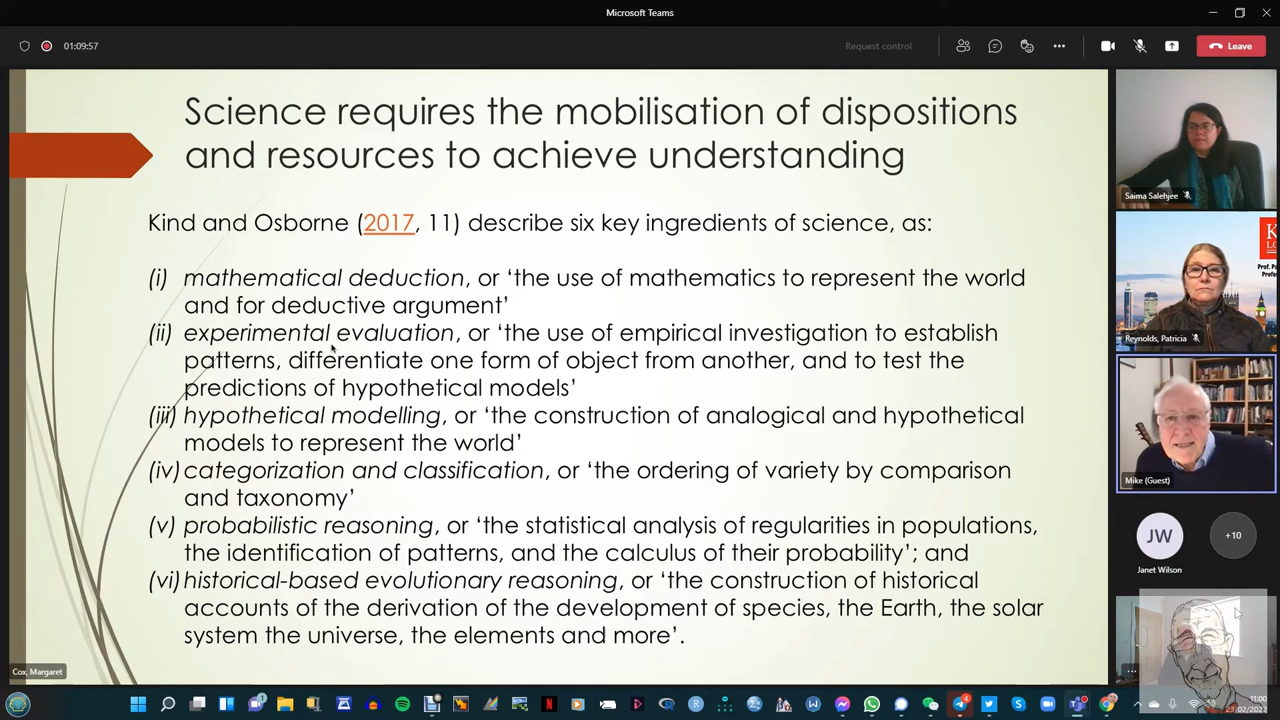 Microsoft Teams
01:09:57
Request control
Leave
Science requires the mobilisation of dispositions
and resources to achieve understanding
Kind and Osborne (2017, 11) describe six key ingredients of science, as:
(i) mathematical deduction, or ‘the use of mathematics to represent the world
and for deductive argument’
(ii) experimental evaluation, or ‘the use of empirical investigation to establish
patterns, differentiate one form of object from another, and to test the
predictions of hypothetical models’
(iii) hypothetical modelling, or ‘the construction of analogical and hypothetical
models to represent the world’
(iv) categorization and classification, or ‘the ordering of variety by comparison
and taxonomy’
(v) probabilistic reasoning, or ‘the statistical analysis of regularities in populations,
the identification of patterns, and the calculus of their probability’; and
(vi) historical-based evolutionary reasoning, or ‘the construction of historical
accounts of the derivation of the development of species, the Earth, the solar
system the universe, the elements and more’.
Cox, Margaret
Saima Salehjee
Reynolds, Patricia
Mike (Guest)
JW
+10
Janet Wilson
11:00